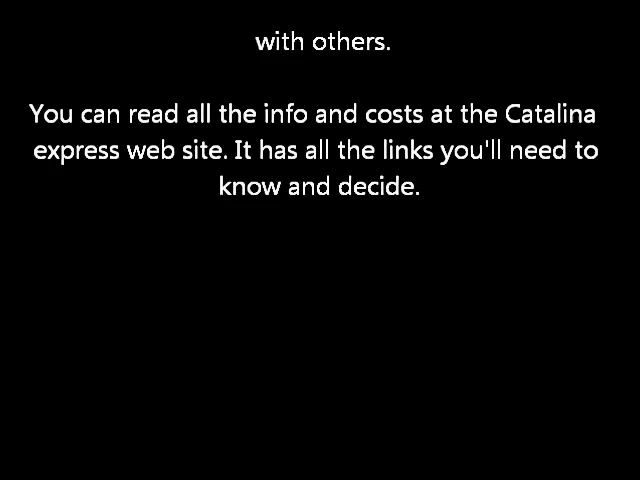 with others.
You can read all the info and costs at the Catalina
express web site. It has all the links you'll need to
know and decide.